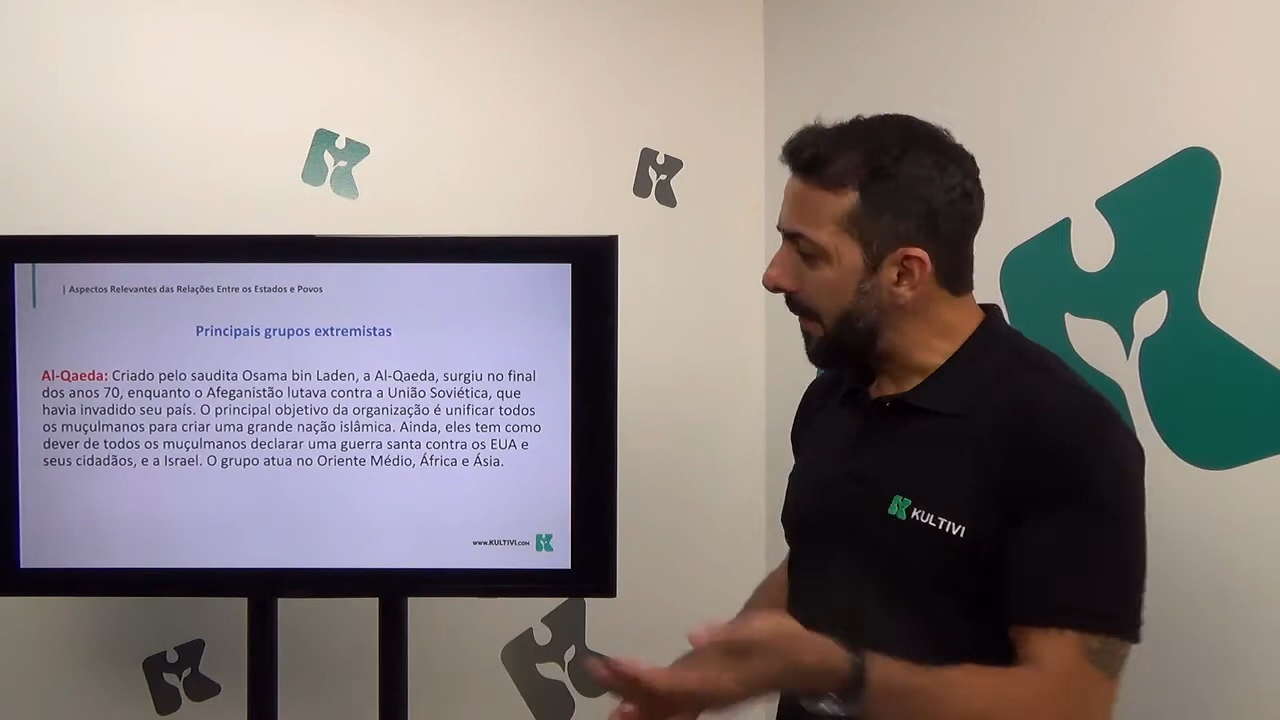 | Aspectos Relevantes das Relações Entre os Estados e Povos
Principais grupos extremistas
Al-Qaeda: Criado pelo saudita Osama bin Laden, a Al-Qaeda, surgiu no final
dos anos 70, enquanto o Afeganistão lutava contra a União Soviética, que
havia invadido seu país. O principal objetivo da organização é unificar todos
os muçulmanos para criar uma grande nação islâmica. Ainda, eles tem como
dever de todos os muçulmanos declarar uma guerra santa contra os EUA e
seus cidadãos, e a Israel. O grupo atua no Oriente Médio, África e Ásia.
www.KULTIVI.COM
KULTIVI